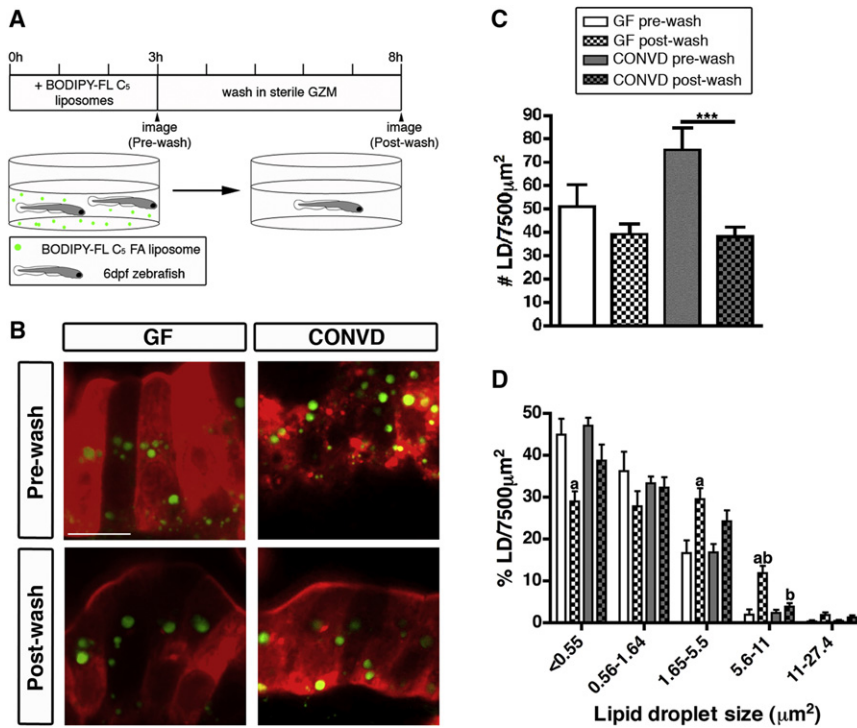 A
0h 3h 8h
+ BODIPY-FL C₅
liposomes
wash in sterile GZM
image
(Pre-wash)
image
(Post-wash)
BODIPY-FL C₅ FA liposome
6dpf zebrafish
B
GF CONVD
Pre-wash
Post-wash
C
GF pre-wash
GF post-wash
CONVD pre-wash
CONVD post-wash
# LD/7500μm²
90
80
70
60
50
40
30
20
10
0
***
D
% LD/7500μm²
50
40
30
20
10
0
a
a
ab
b
<0.55
0.56-1.64
1.65-5.5
5.6-11
11-27.4
Lipid droplet size (μm²)